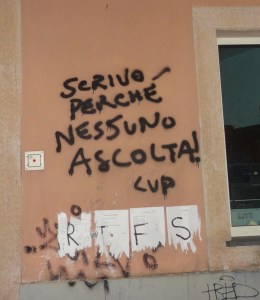 SCRIVO
PERCHÉ
NESSUNO
ASCOLTA!
CUP
R F S